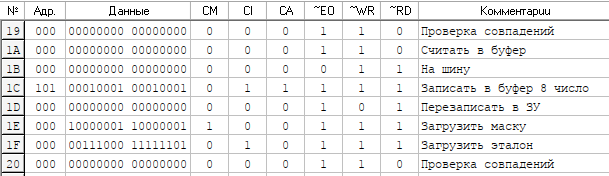 № Адр. Данные CM CI CA ~EO ~WR ~RD Комментарии
19 000 00000000 00000000 0 0 0 1 1 0 Проверка совпадений
1A 000 00000000 00000000 0 0 0 1 1 0 Считать в буфер
1B 000 00000000 00000000 0 0 0 0 1 1 На шину
1C 101 00010001 00010001 0 1 1 1 1 1 Записать в буфер 8 число
1D 000 00000000 00000000 0 0 0 1 0 1 Перезаписать в ЗУ
1E 000 10000001 10000001 1 0 0 1 1 1 Загрузить маску
1F 000 00111000 11111101 0 1 0 1 1 1 Загрузить эталон
20 000 00000000 00000000 0 0 0 1 1 0 Проверка совпадений